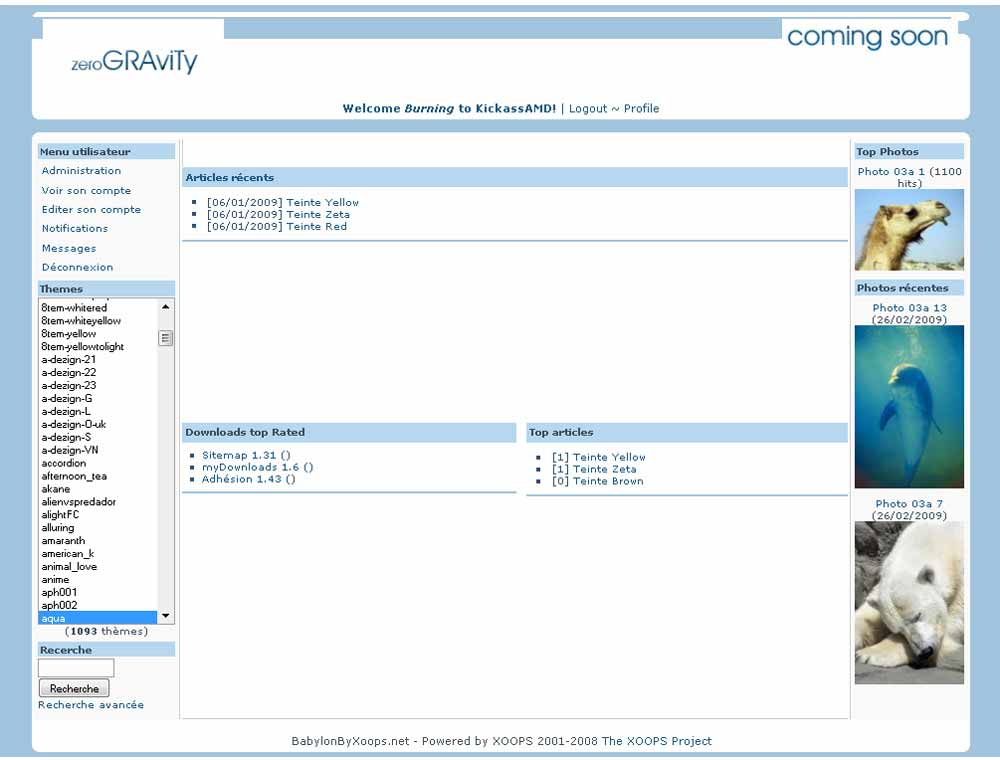 zeroGRAviTy
coming soon
Welcome Burning to KickassAMD! | Logout ~ Profile
Menu utilisateur
Administration
Voir son compte
Editer son compte
Notifications
Messages
Déconnexion
Themes
8tem-whitered
8tem-whiteyellow
8tem-yellow
8tem-yellowtolight
a-dezign-21
a-dezign-22
a-dezign-23
a-dezign-G
a-dezign-L
a-dezign-O-uk
a-dezign-S
a-dezign-VN
accordion
afternoon_tea
akane
alienvspredador
alightFC
alluring
amaranth
american_k
animal_love
anime
aph001
aph002
aqua
(1093 thèmes)
Recerche
Recherche
Recherche avancée
Articles récents
[06/01/2009] Teinte Yellow
[06/01/2009] Teinte Zeta
[06/01/2009] Teinte Red
Downloads top Rated
Sitemap 1.31 ()
myDownloads 1.6 ()
Adhésion 1.43 ()
Top articles
[1] Teinte Yellow
[1] Teinte Zeta
[0] Teinte Brown
Top Photos
Photo 03a 1 (1100
hits)
Photos récentes
Photo 03a 13
(26/02/2009)
Photo 03a 7
(26/02/2009)
BabylonByXoops.net - Powered by XOOPS 2001-2008 The XOOPS Project